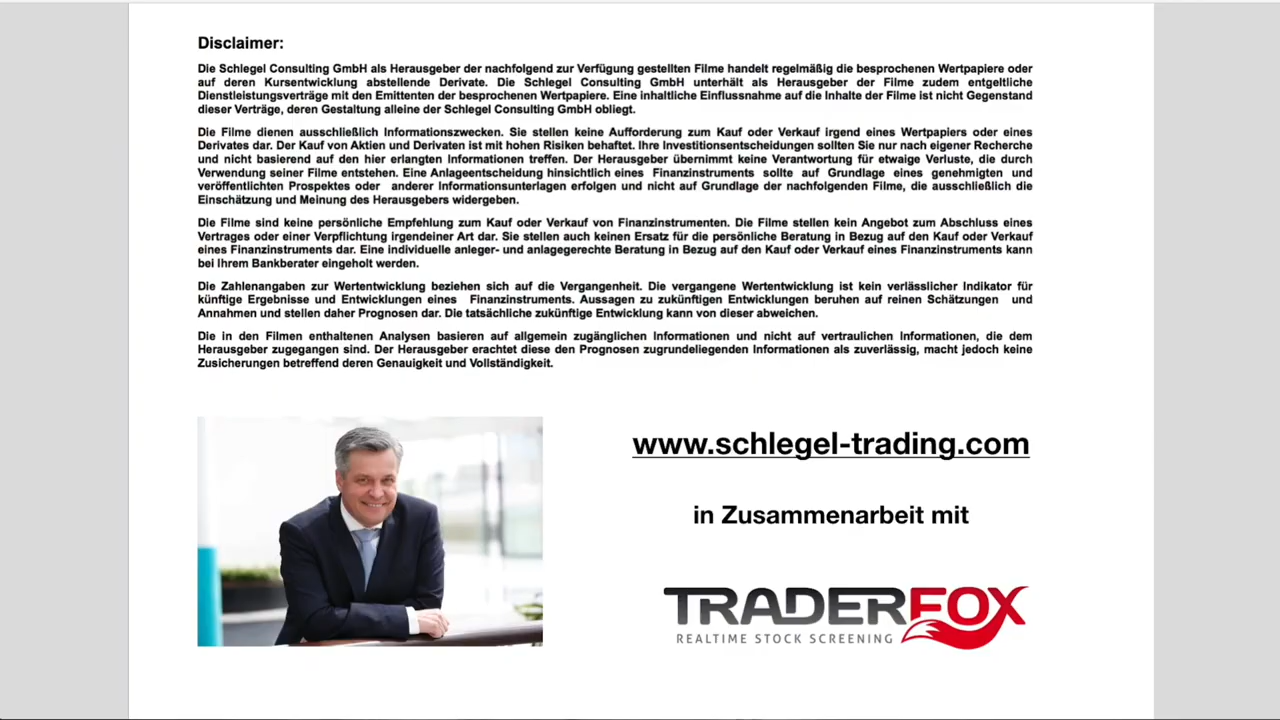 Disclaimer:
Die Schlegel Consulting GmbH als Herausgeber der nachfolgend zur Verfügung gestellten Filme handelt regelmäßig die besprochenen Wertpapiere oder
auf deren Kursentwicklung abstellende Derivate. Die Schlegel Consulting GmbH unterhält als Herausgeber der Filme zudem entgeltliche
Dienstleistungsverträge mit den Emittenten der besprochenen Wertpapiere. Eine inhaltliche Einflussnahme auf die Inhalte der Filme ist nicht Gegenstand
dieser Verträge, deren Gestaltung alleine der Schlegel Consulting GmbH obliegt.
Die Filme dienen ausschließlich Informationszwecken. Sie stellen keine Aufforderung zum Kauf oder Verkauf irgend eines Wertpapiers oder eines
Derivates dar. Der Kauf von Aktien und Derivaten ist mit hohen Risiken behaftet. Ihre Investitionsentscheidungen sollten Sie nur nach eigener Recherche
und nicht basierend auf den hier erlangten Informationen treffen. Der Herausgeber übernimmt keine Verantwortung für etwaige Verluste, die durch
Verwendung seiner Filme entstehen. Eine Anlageentscheidung hinsichtlich eines Finanzinstruments sollte auf Grundlage eines genehmigten und
veröffentlichten Prospektes oder anderer Informationsunterlagen erfolgen und nicht auf Grundlage der nachfolgenden Filme, die ausschließlich die
Einschätzung und Meinung des Herausgebers widergeben.
Die Filme sind keine persönliche Empfehlung zum Kauf oder Verkauf von Finanzinstrumenten. Die Filme stellen kein Angebot zum Abschluss eines
Vertrages oder einer Verpflichtung irgendeiner Art dar. Sie stellen auch keinen Ersatz für die persönliche Beratung in Bezug auf den Kauf oder Verkauf
eines Finanzinstruments dar. Eine individuelle anleger- und anlagegerechte Beratung in Bezug auf den Kauf oder Verkauf eines Finanzinstruments kann
bei Ihrem Bankberater eingeholt werden.
Die Zahlenangaben zur Wertentwicklung beziehen sich auf die Vergangenheit. Die vergangene Wertentwicklung ist kein verlässlicher Indikator für
künftige Ergebnisse und Entwicklungen eines Finanzinstruments. Aussagen zu zukünftigen Entwicklungen beruhen auf reinen Schätzungen und
Annahmen und stellen daher Prognosen dar. Die tatsächliche zukünftige Entwicklung kann von dieser abweichen.
Die in den Filmen enthaltenen Analysen basieren auf allgemein zugänglichen Informationen und nicht auf vertraulichen Informationen, die dem
Herausgeber zugegangen sind. Der Herausgeber erachtet diese den Prognosen zugrundeliegenden Informationen als zuverlässig, macht jedoch keine
Zusicherungen betreffend deren Genauigkeit und Vollständigkeit.
www.schlegel-trading.com
in Zusammenarbeit mit
TRADERFOX
REALTIME STOCK SCREENING